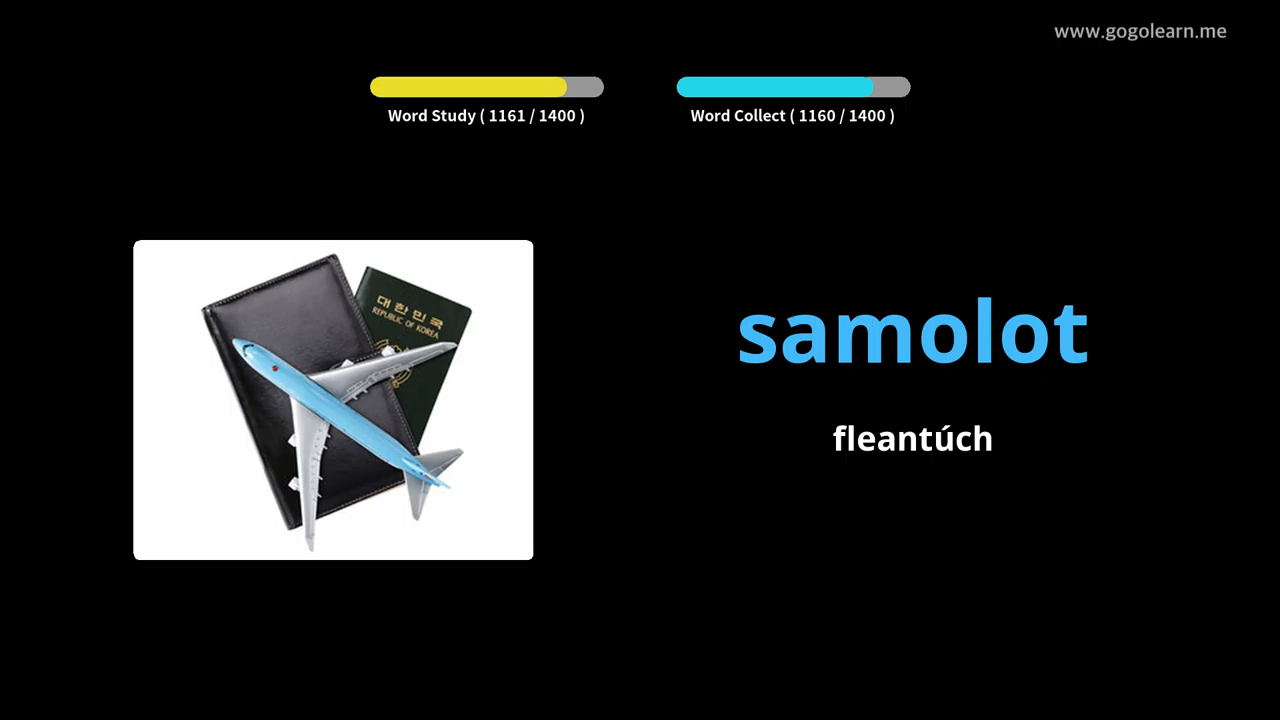 www.gogolearn.me
Word Study ( 1161 / 1400 )
Word Collect ( 1160 / 1400 )
대한민국
REPUBLIC OF KOREA
samolot
fleantúch